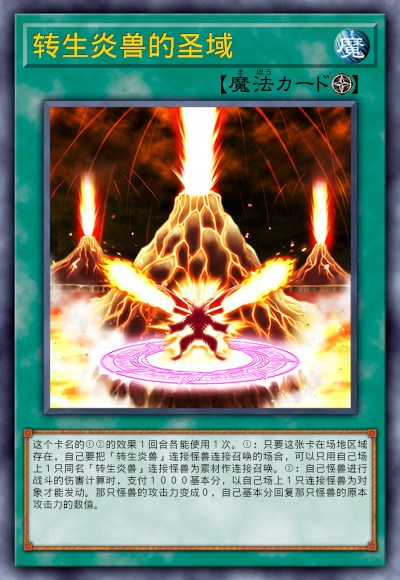 转生炎兽的圣域
魔
【魔法カード】
まほう
这个卡名的①②的效果1回合各能使用1次。①：只要这张卡在场地区域
存在，自己要把「转生炎兽」连接怪兽连接召唤的场合，可以只用自己场
上1只同名「转生炎兽」连接怪兽为素材作连接召唤。②：自己怪兽进行
战斗的伤害计算时，支付1000基本分，以自己场上1只连接怪兽为对
象才能发动。那只怪兽的攻击力变成0，自己基本分回复那只怪兽的原本
攻击力的数值。